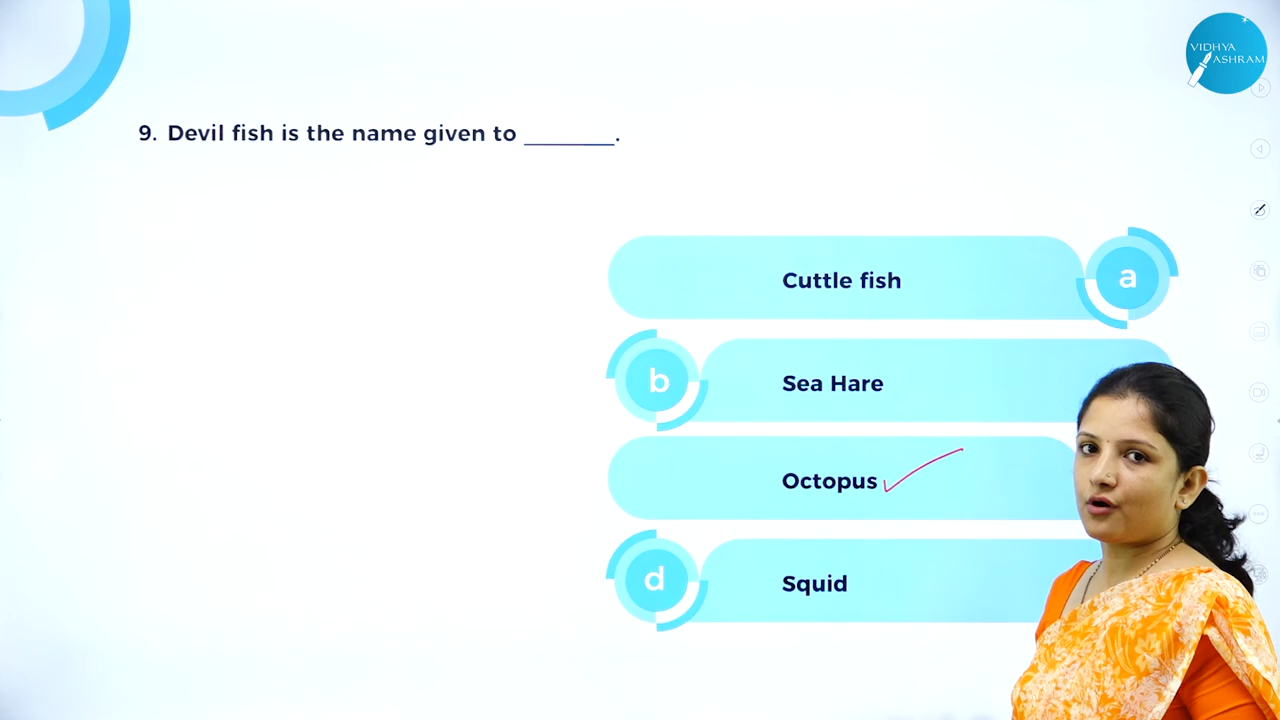 VIDHYA
ASHRAM
9. Devil fish is the name given to ________.
Cuttle fish
a
b
Sea Hare
Octopus
d
Squid